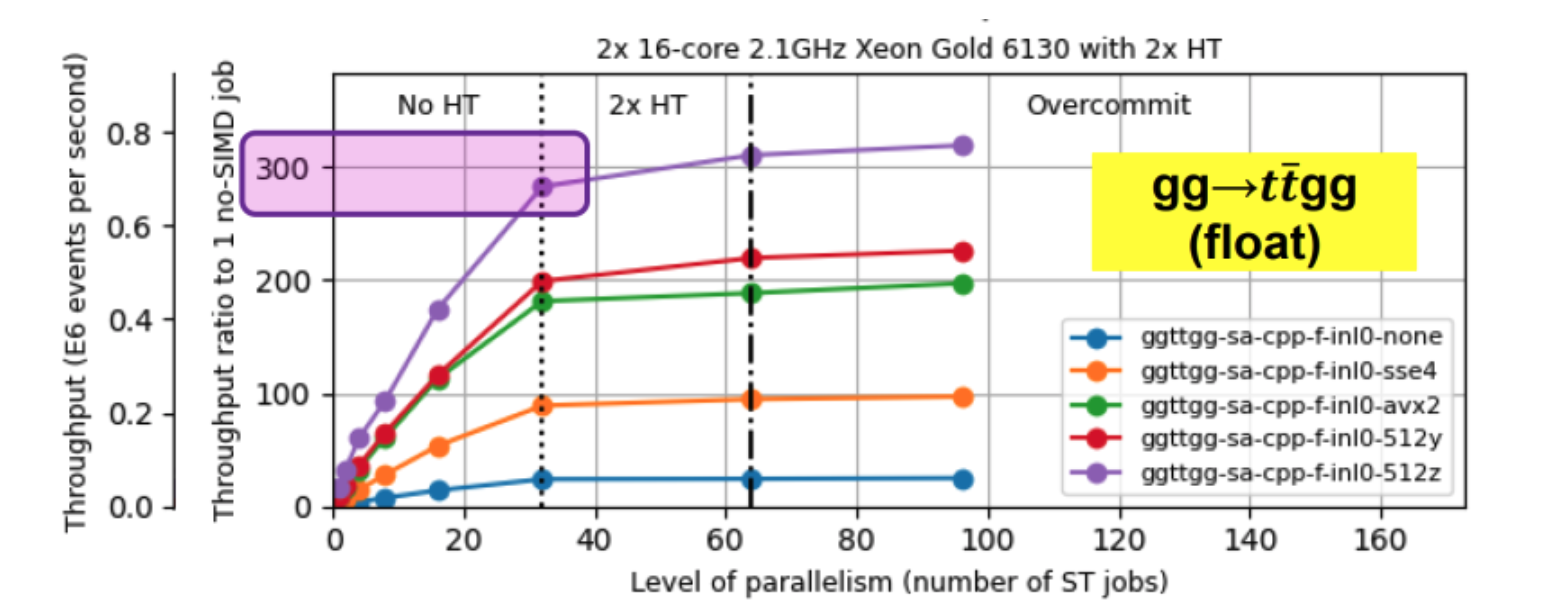 2x 16-core 2.1GHz Xeon Gold 6130 with 2x HT
Throughput (E6 events per second)
0.8
0.6
0.4
0.2
0.0
Throughput ratio to 1 no-SIMD job
300
200
100
0
No HT
2x HT
Overcommit
gg→tt̄gg
(float)
ggttgg-sa-cpp-f-inl0-none
ggttgg-sa-cpp-f-inl0-sse4
ggttgg-sa-cpp-f-inl0-avx2
ggttgg-sa-cpp-f-inl0-512y
ggttgg-sa-cpp-f-inl0-512z
0 20 40 60 80 100 120 140 160
Level of parallelism (number of ST jobs)